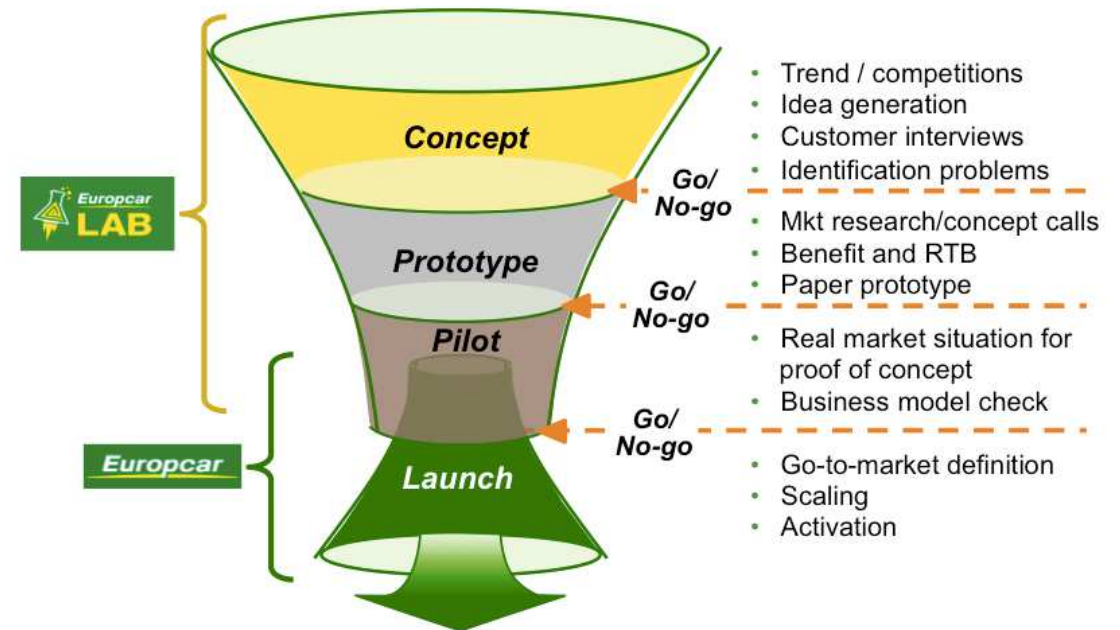 Trend / competitions
Idea generation
Concept
Customer interviews
Identification problems
Go/
No-go
Europcar
LAB
Mkt research/concept calls
Benefit and RTB
Prototype
Paper prototype
Go/
No-go
Pilot
Real market situation for
proof of concept
Business model check
Go/
No-go
Europcar
Launch
Go-to-market definition
Scaling
Activation